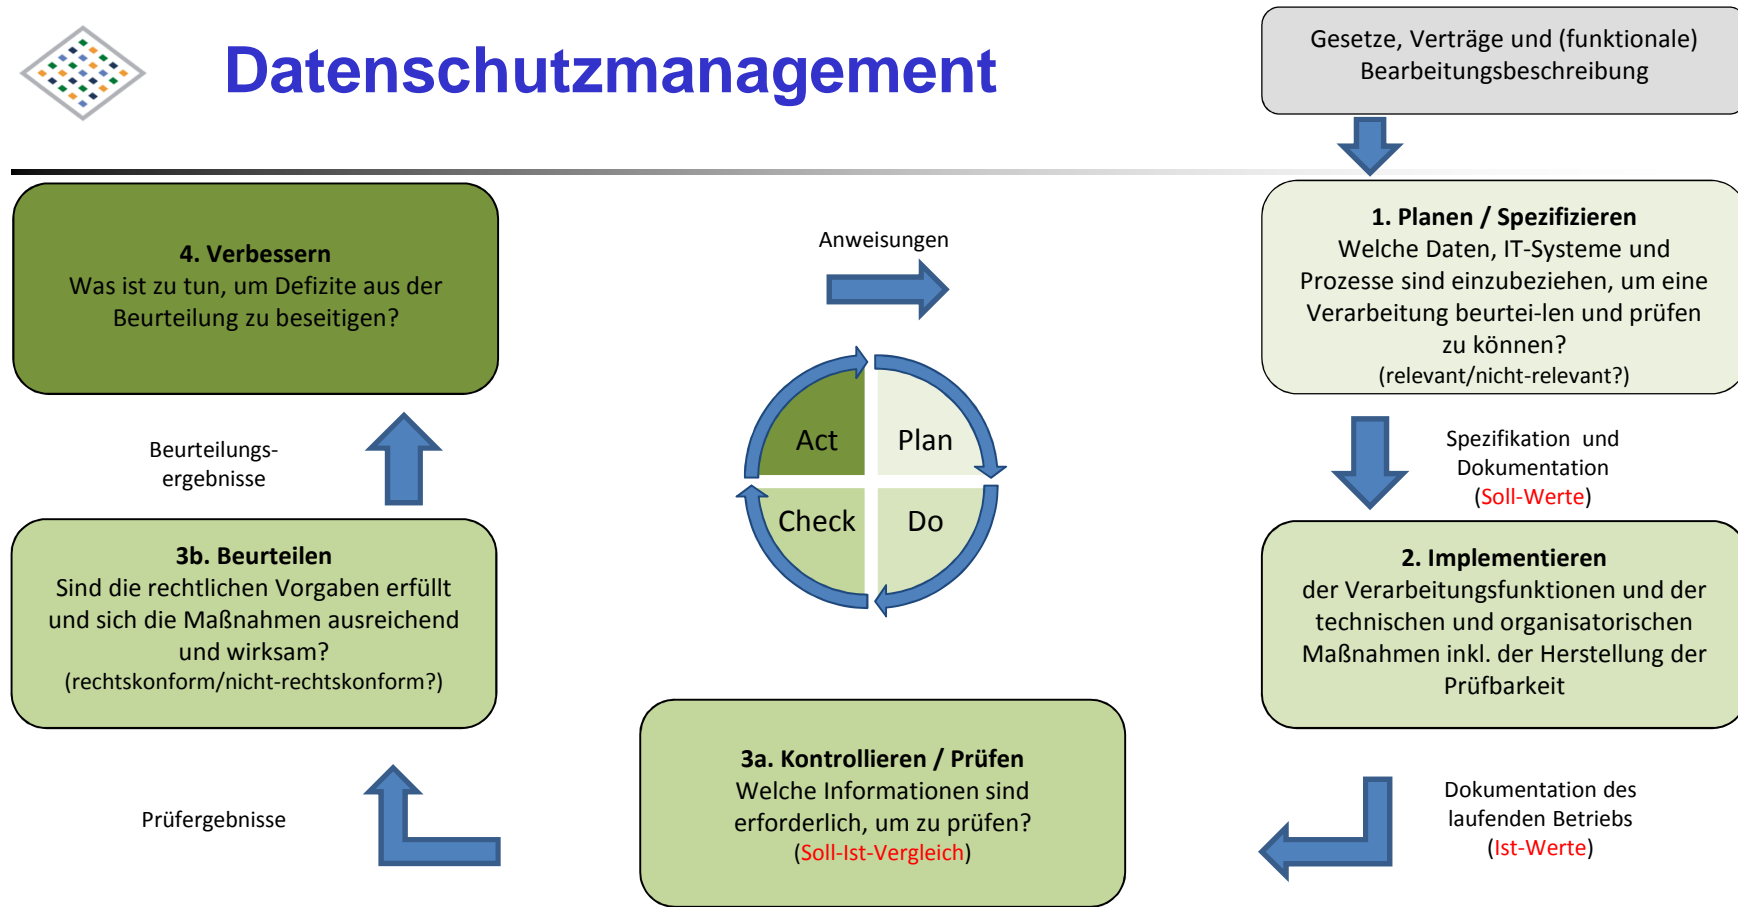 Datenschutzmanagement
Gesetze, Verträge und (funktionale)
Bearbeitungsbeschreibung
1. Planen / Spezifizieren
Welche Daten, IT-Systeme und
Prozesse sind einzubeziehen, um eine
Verarbeitung beurtei-len und prüfen
zu können?
(relevant/nicht-relevant?)
Spezifikation und
Dokumentation
(Soll-Werte)
2. Implementieren
der Verarbeitungsfunktionen und der
technischen und organisatorischen
Maßnahmen inkl. der Herstellung der
Prüfbarkeit
Dokumentation des
laufenden Betriebs
(Ist-Werte)
3a. Kontrollieren / Prüfen
Welche Informationen sind
erforderlich, um zu prüfen?
(Soll-Ist-Vergleich)
Prüfergebnisse
3b. Beurteilen
Sind die rechtlichen Vorgaben erfüllt
und sich die Maßnahmen ausreichend
und wirksam?
(rechtskonform/nicht-rechtskonform?)
Beurteilungs-
ergebnisse
4. Verbessern
Was ist zu tun, um Defizite aus der
Beurteilung zu beseitigen?
Anweisungen
Act
Plan
Check
Do